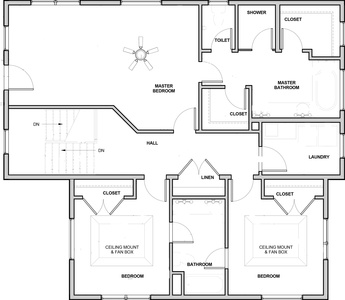 SHOWER
CLOSET
TOILET
MASTER
BEDROOM
MASTER
BATHROOM
CLOSET
DN
HALL
DN
LAUNDRY
LINEN
CLOSET
CLOSET
CEILING MOUNT
& FAN BOX
CEILING MOUNT
& FAN BOX
BATHROOM
BEDROOM
BEDROOM